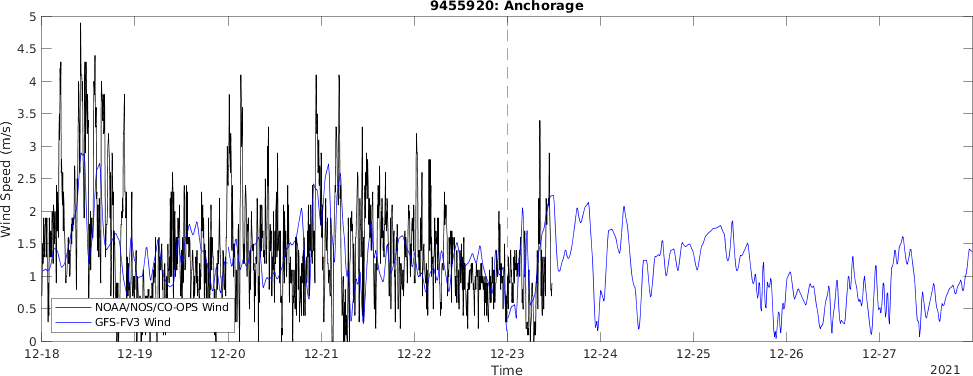 9455920: Anchorage
Wind Speed (m/s)
5
4.5
4
3.5
3
2.5
2
1.5
1
0.5
0
NOAA/NOS/CO-OPS Wind
GFS-FV3 Wind
12-18 12-19 12-20 12-21 12-22 12-23 12-24 12-25 12-26 12-27
Time
2021